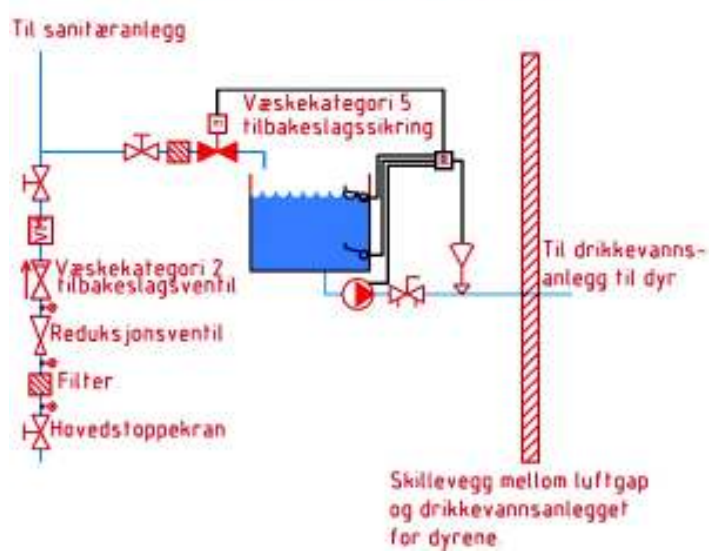 Til sanitæranlegg
Væskekategori 5
tilbakeslagssikring
VM
Væskekategori 2
tilbakeslagsventil
Reduksjonsventil
Filter
Hovedstoppekran
Til drikkevanns-
anlegg til dyr
Skillevegg mellom luftgap
og drikkevannsanlegget
for dyrene